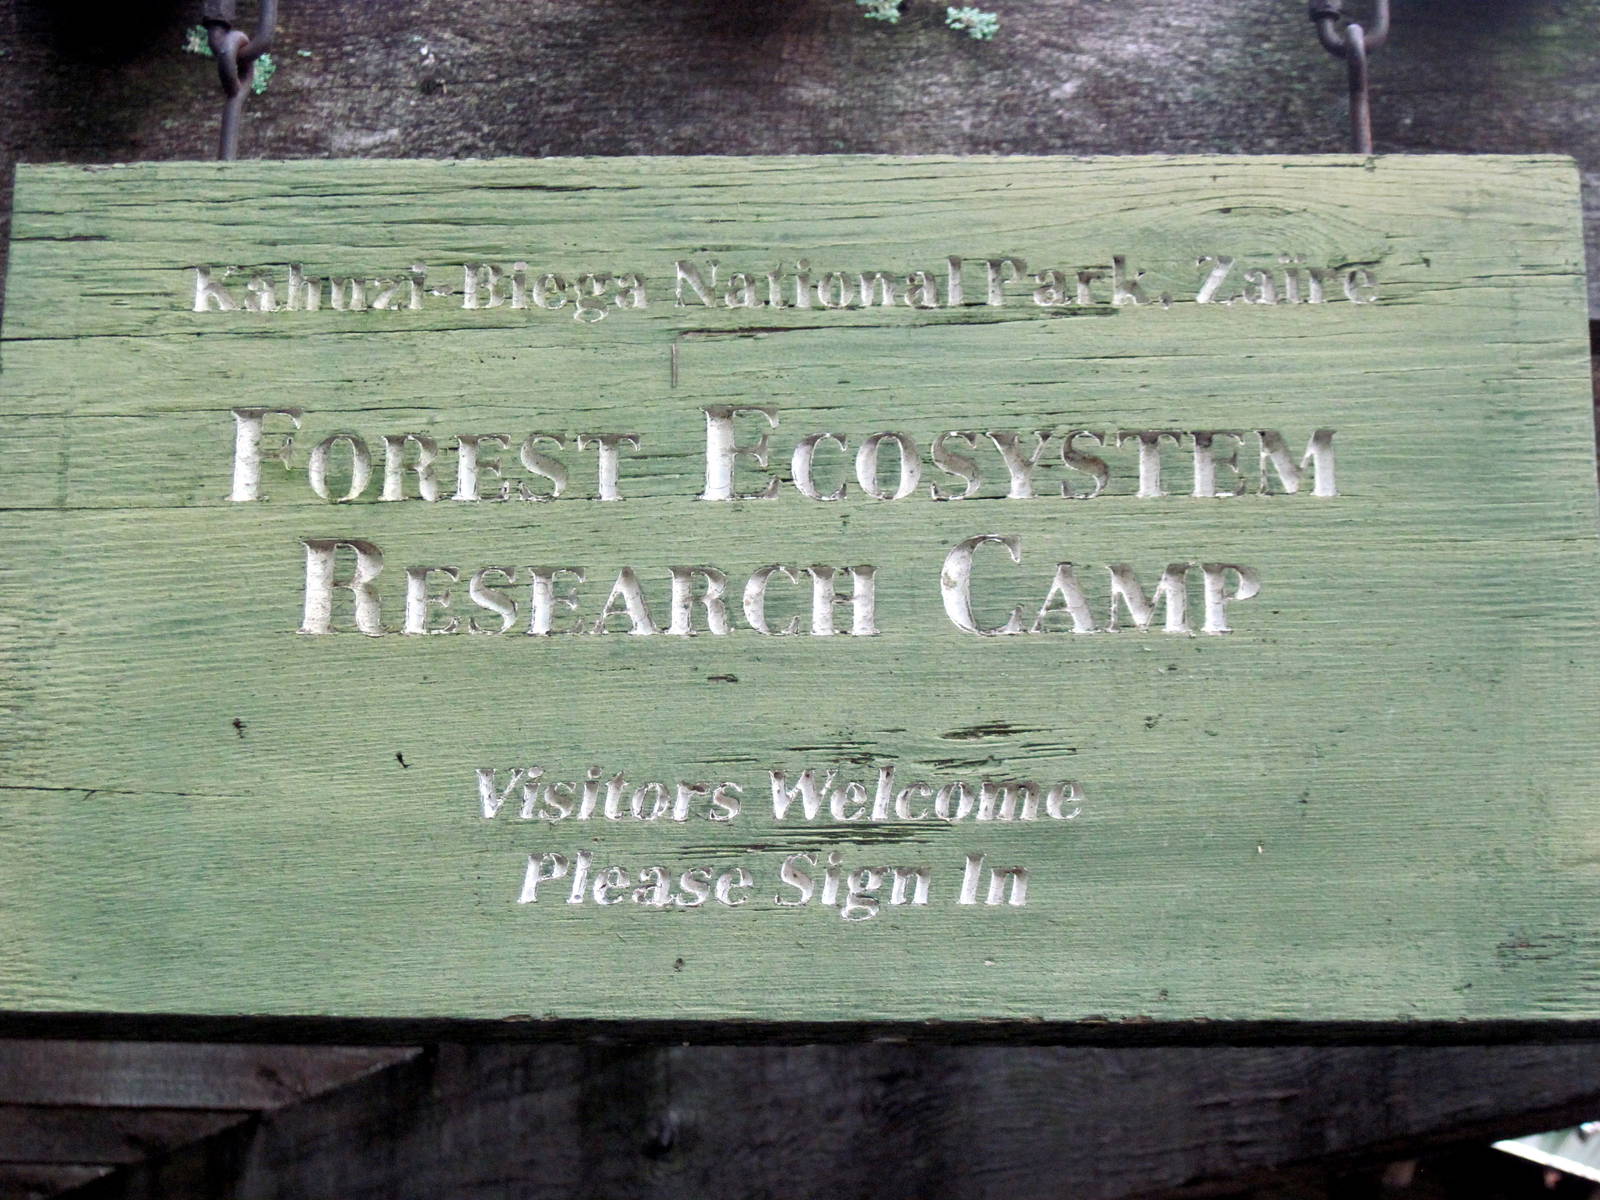 Kahuzi-Biega National Park, Zaïre
FOREST ECOSYSTEM
RESEARCH CAMP
Visitors Welcome
Please Sign In